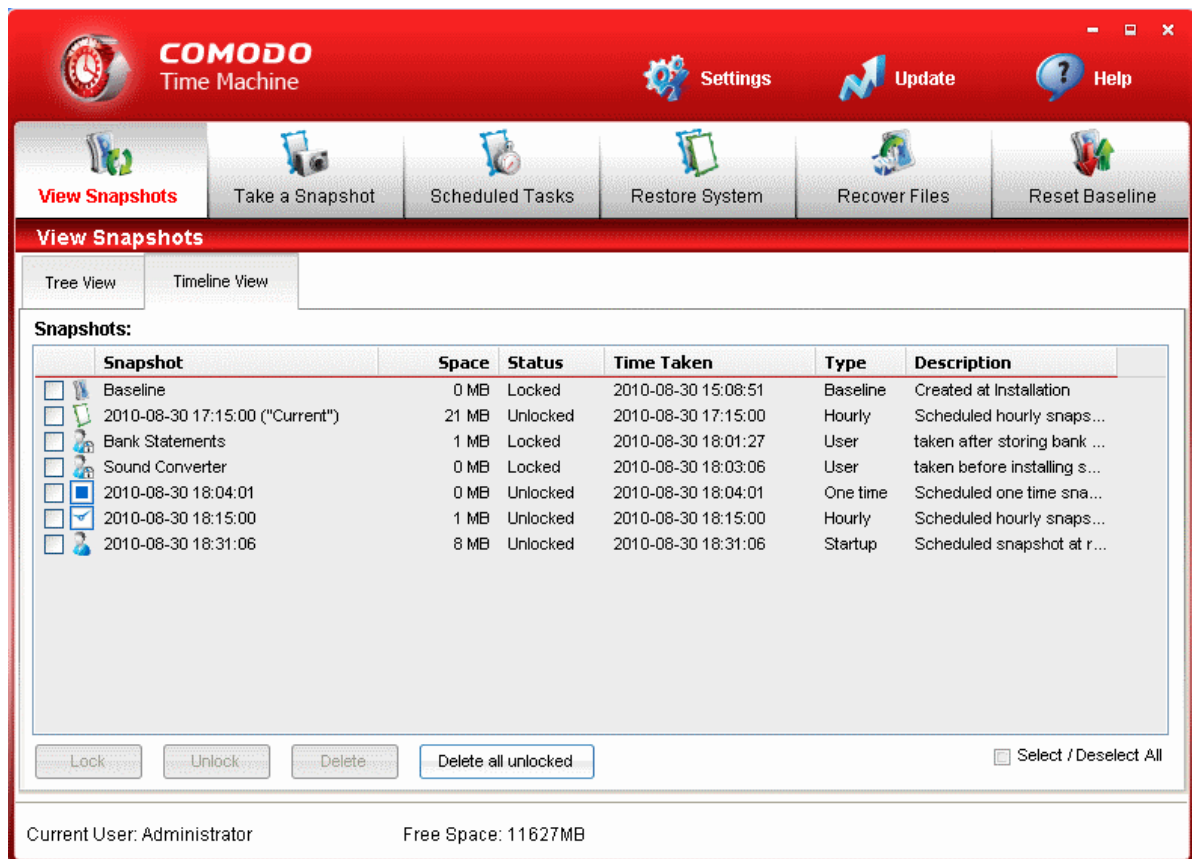 COMODO
Time Machine
Settings
Update
Help
View Snapshots
Take a Snapshot
Scheduled Tasks
Restore System
Recover Files
Reset Baseline
View Snapshots
Tree View
Timeline View
Snapshots:
Snapshot Space Status Time Taken Type Description
Baseline 0 MB Locked 2010-08-30 15:08:51 Baseline Created at Installation
2010-08-30 17:15:00 ("Current") 21 MB Unlocked 2010-08-30 17:15:00 Hourly Scheduled hourly snaps...
Bank Statements 1 MB Locked 2010-08-30 18:01:27 User taken after storing bank ...
Sound Converter 0 MB Locked 2010-08-30 18:03:06 User taken before installing s...
2010-08-30 18:04:01 0 MB Unlocked 2010-08-30 18:04:01 One time Scheduled one time sna...
2010-08-30 18:15:00 1 MB Unlocked 2010-08-30 18:15:00 Hourly Scheduled hourly snaps...
2010-08-30 18:31:06 8 MB Unlocked 2010-08-30 18:31:06 Startup Scheduled snapshot at r...
Lock Unlock Delete Delete all unlocked Select / Deselect All
Current User: Administrator Free Space: 11627MB